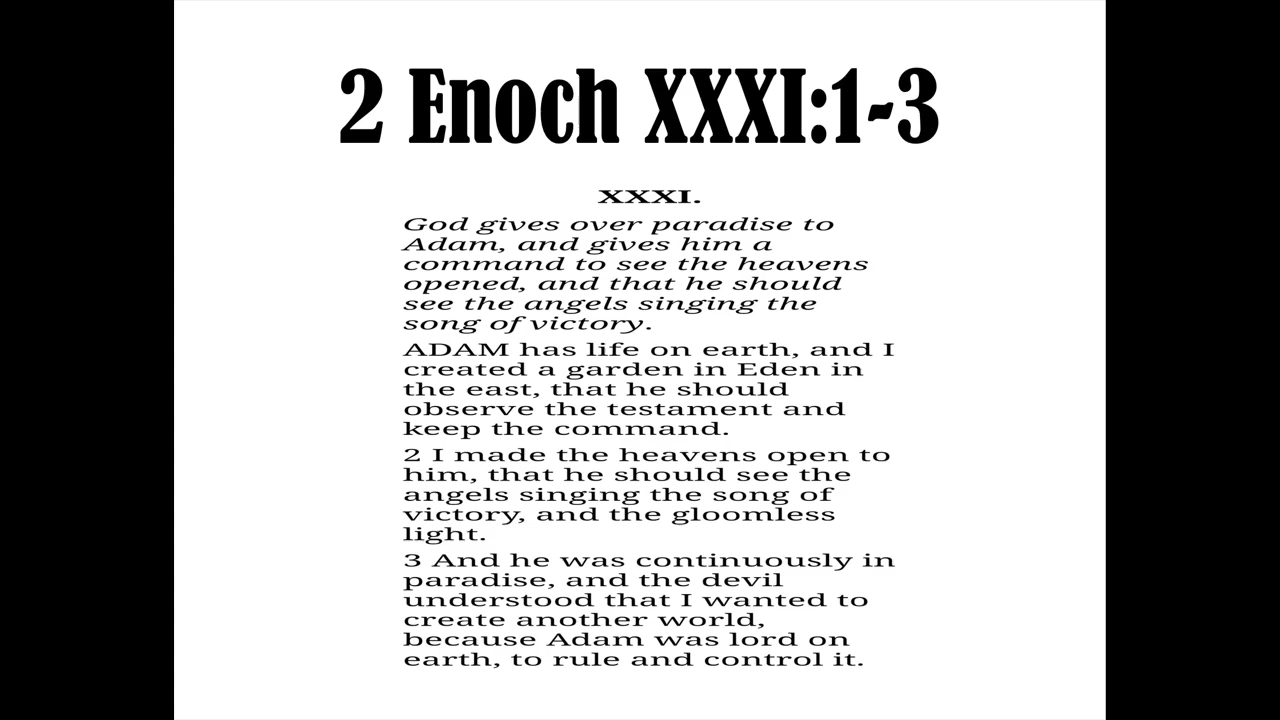 2 Enoch XXXI:1-3
XXXI.
God gives over paradise to
Adam, and gives him a
command to see the heavens
opened, and that he should
see the angels singing the
song of victory.
ADAM has life on earth, and I
created a garden in Eden in
the east, that he should
observe the testament and
keep the command.
2 I made the heavens open to
him, that he should see the
angels singing the song of
victory, and the gloomless
light.
3 And he was continuously in
paradise, and the devil
understood that I wanted to
create another world,
because Adam was lord on
earth, to rule and control it.